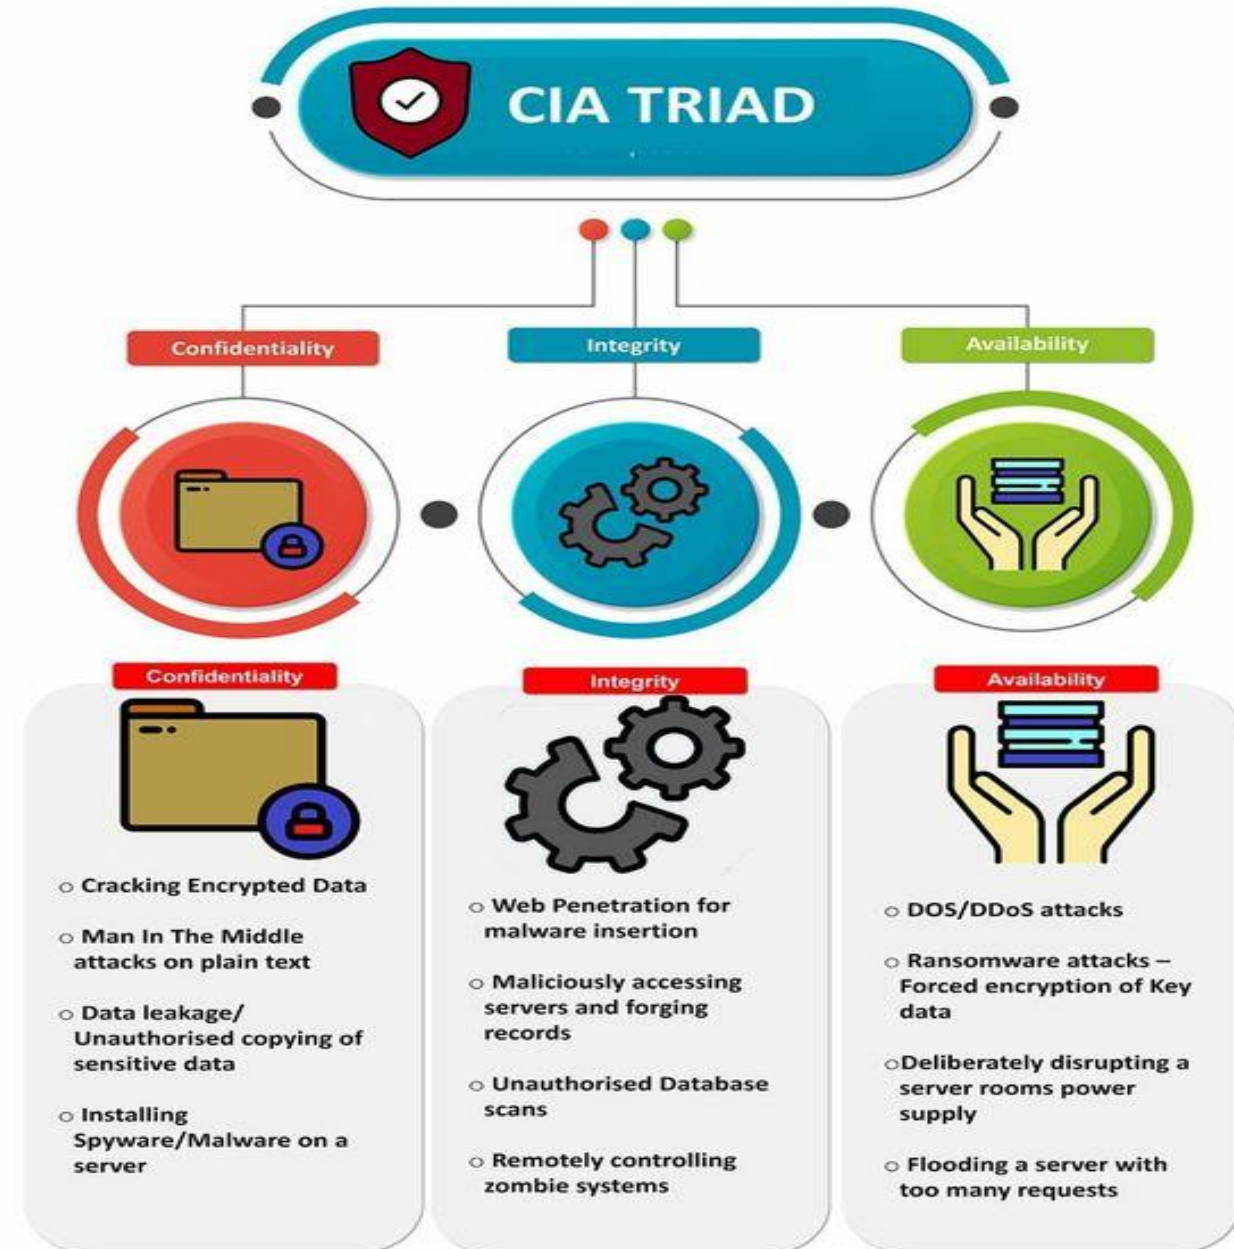 CIA TRIAD
Confidentiality
Integrity
Availability
Confidentiality
○ Cracking Encrypted Data
○ Man In The Middle
attacks on plain text
○ Data leakage/
Unauthorised copying of
sensitive data
○ Installing
Spyware/Malware on a
server
Integrity
○ Web Penetration for
malware insertion
○ Maliciously accessing
servers and forging
records
○ Unauthorised Database
scans
○ Remotely controlling
zombie systems
Availability
○ DOS/DDoS attacks
○ Ransomware attacks –
Forced encryption of Key
data
○Deliberately disrupting a
server rooms power
supply
○ Flooding a server with
too many requests